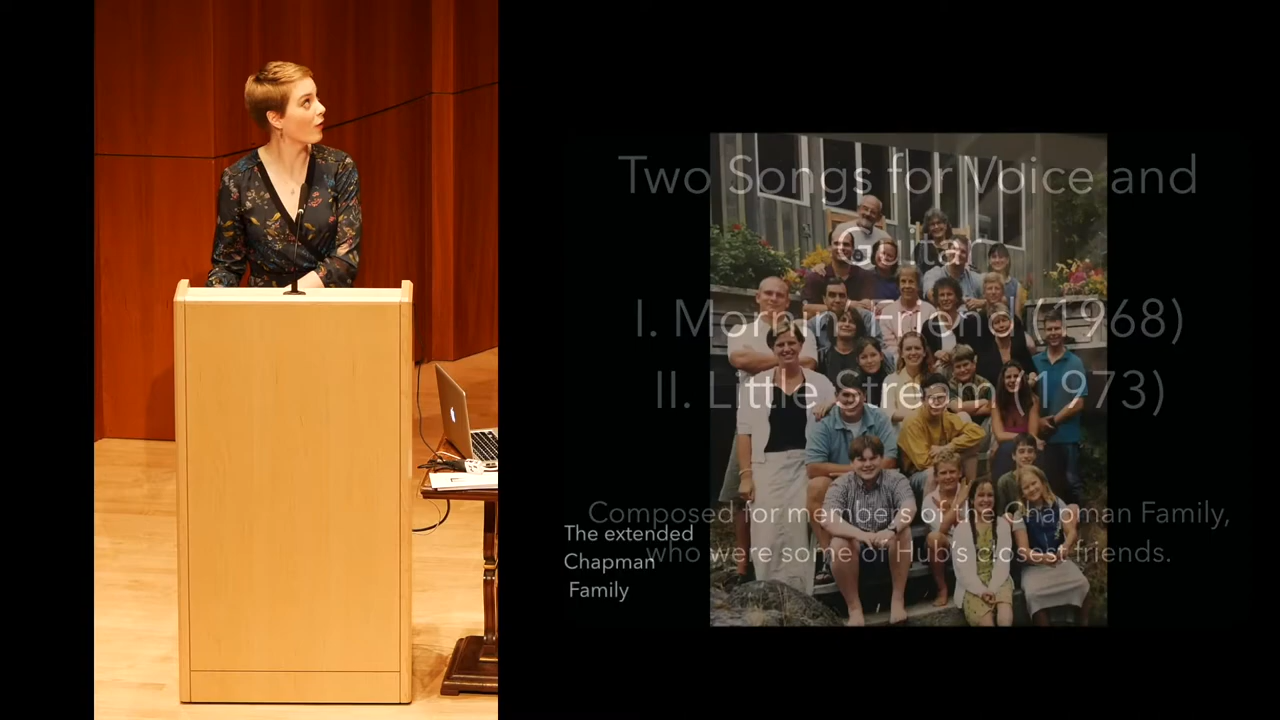 Two Songs for Voice and
Guitar
I. Mornin' Friend (1968)
II. Little Stream (1973)
Composed for members of the Chapman Family,
who were some of Hub's closest friends.
The extended
Chapman
Family